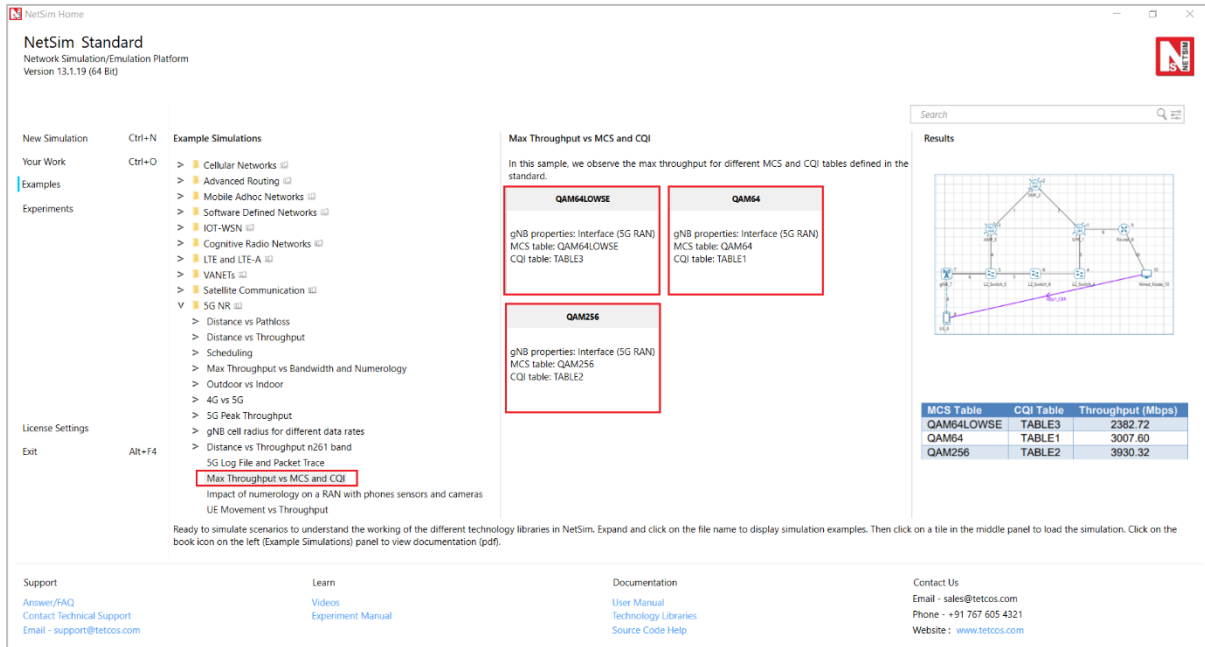 NetSim Home
NetSim Standard
Network Simulation/Emulation Platform
Version 13.1.19 (64 Bit)
NETSIM
Search
New Simulation Ctrl+N
Your Work Ctrl+O
Examples
Experiments
License Settings
Exit Alt+F4
Example Simulations
> Cellular Networks
> Advanced Routing
> Mobile Adhoc Networks
> Software Defined Networks
> IOT-WSN
> Cognitive Radio Networks
> LTE and LTE-A
> VANETs
> Satellite Communication
V 5G NR
> Distance vs Pathloss
> Distance vs Throughput
> Scheduling
> Max Throughput vs Bandwidth and Numerology
> Outdoor vs Indoor
> 4G vs 5G
> 5G Peak Throughput
> gNB cell radius for different data rates
> Distance vs Throughput n261 band
5G Log File and Packet Trace
Max Throughput vs MCS and CQI
Impact of numerology on a RAN with phones sensors and cameras
UE Movement vs Throughput
Max Throughput vs MCS and CQI
In this sample, we observe the max throughput for different MCS and CQI tables defined in the
standard.
QAM64LOWSE
gNB properties: Interface (5G RAN)
MCS table: QAM64LOWSE
CQI table: TABLE3
QAM64
gNB properties: Interface (5G RAN)
MCS table: QAM64
CQI table: TABLE1
QAM256
gNB properties: Interface (5G RAN)
MCS table: QAM256
CQI table: TABLE2
Results
MCS Table CQI Table Throughput (Mbps)
QAM64LOWSE TABLE3 2382.72
QAM64 TABLE1 3007.60
QAM256 TABLE2 3930.32
Ready to simulate scenarios to understand the working of the different technology libraries in NetSim. Expand and click on the file name to display simulation examples. Then click on a tile in the middle panel to load the simulation. Click on the
book icon on the left (Example Simulations) panel to view documentation (pdf).
Support
Answer/FAQ
Contact Technical Support
Email - support@tetcos.com
Learn
Videos
Experiment Manual
Documentation
User Manual
Technology Libraries
Source Code Help
Contact Us
Email - sales@tetcos.com
Phone - +91 767 605 4321
Website : www.tetcos.com